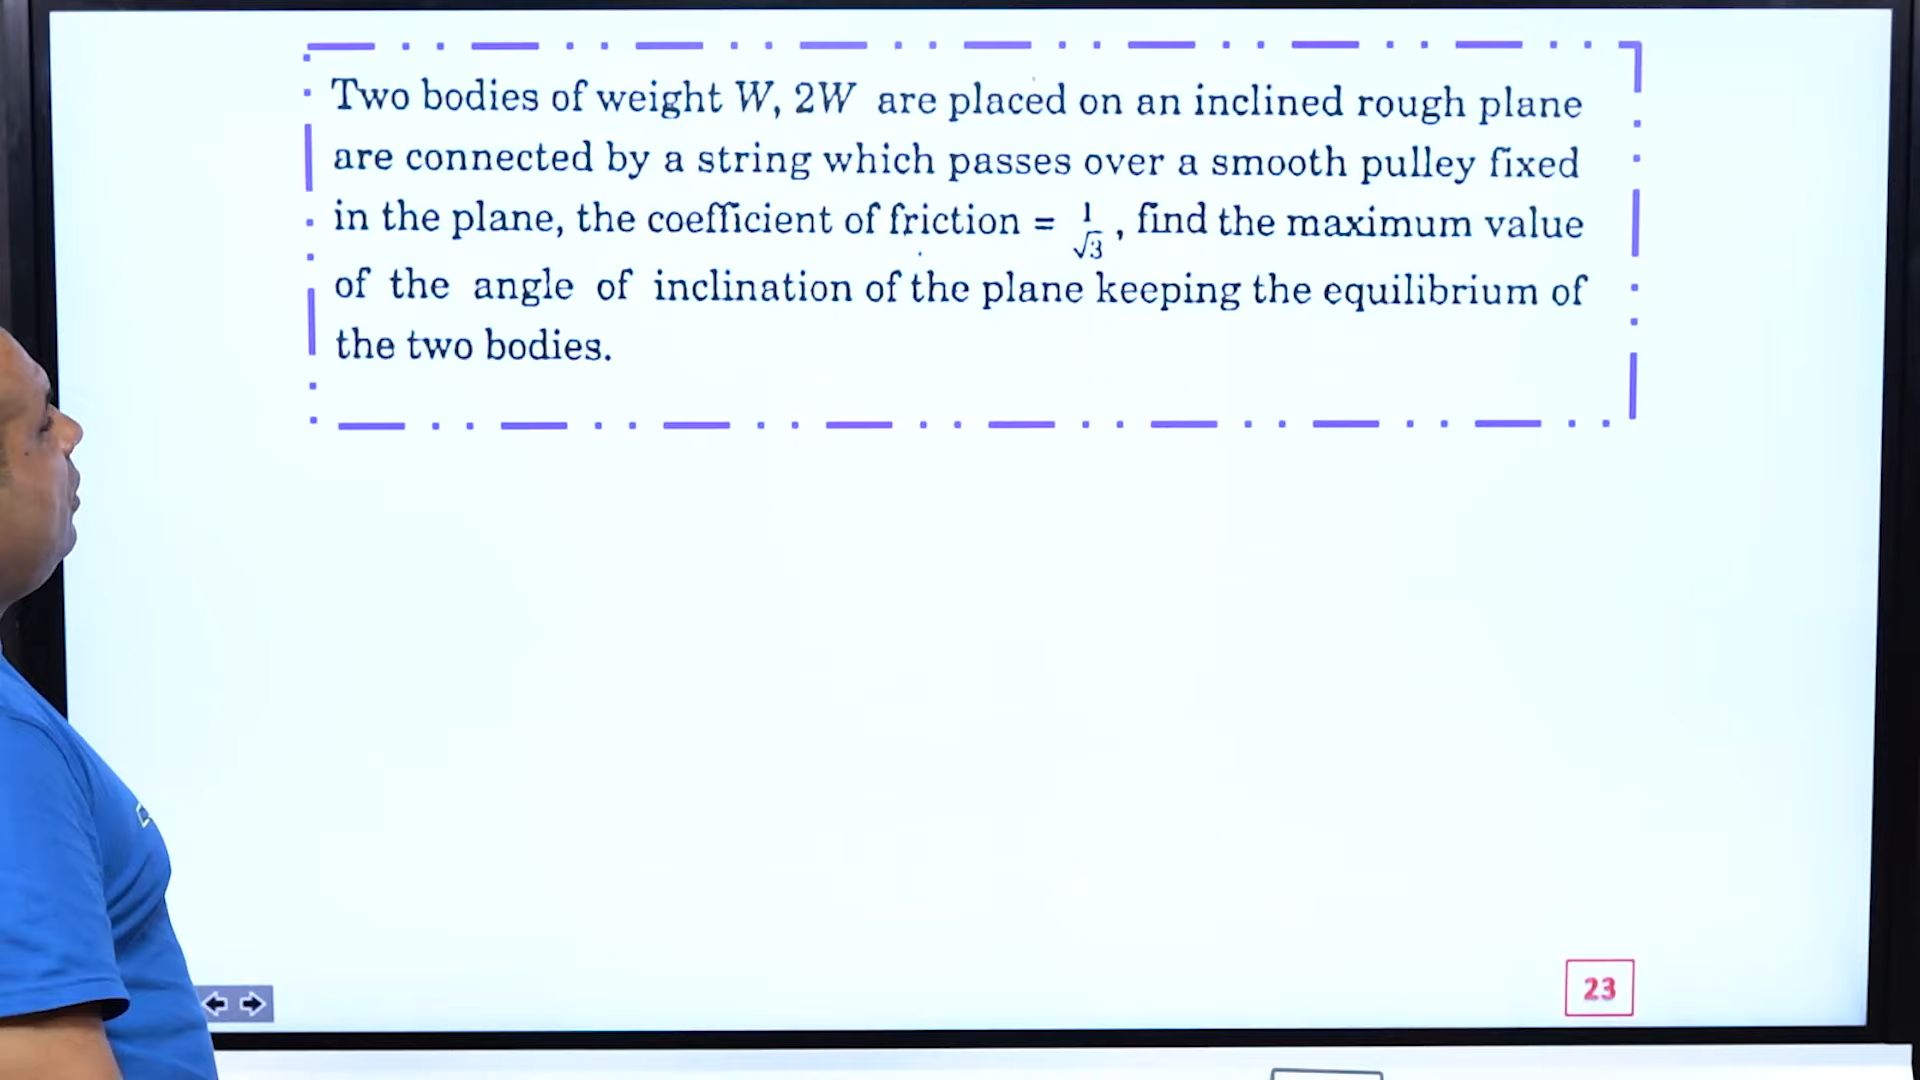 Two bodies of weight W, 2W are placed on an inclined rough plane
are connected by a string which passes over a smooth pulley fixed
in the plane, the coefficient of friction = 1/√3, find the maximum value
of the angle of inclination of the plane keeping the equilibrium of
the two bodies.
23